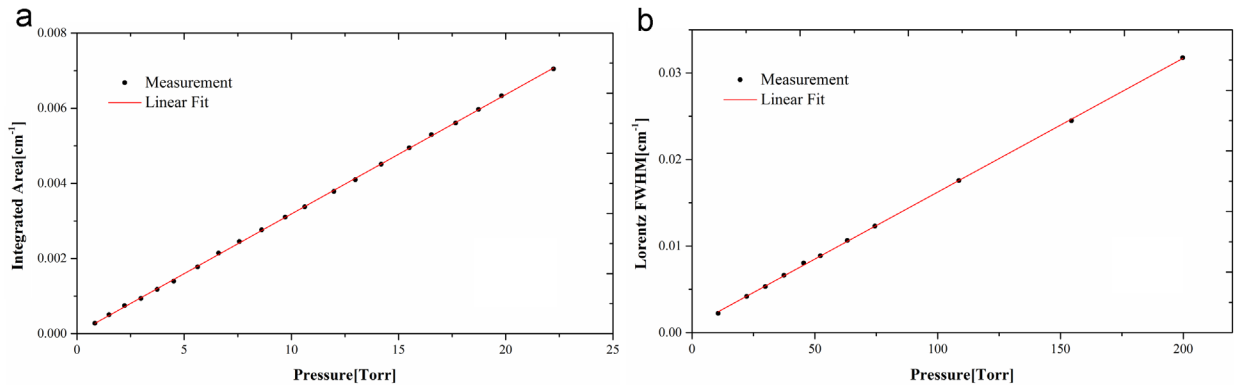 a
0.008
0.006
0.004
0.002
0.000
Integrated Area[cm⁻¹]
Measurement
Linear Fit
0 5 10 15 20 25
Pressure[Torr]
b
0.03
0.02
0.01
0.00
Lorentz FWHM[cm⁻¹]
Measurement
Linear Fit
0 50 100 150 200
Pressure[Torr]